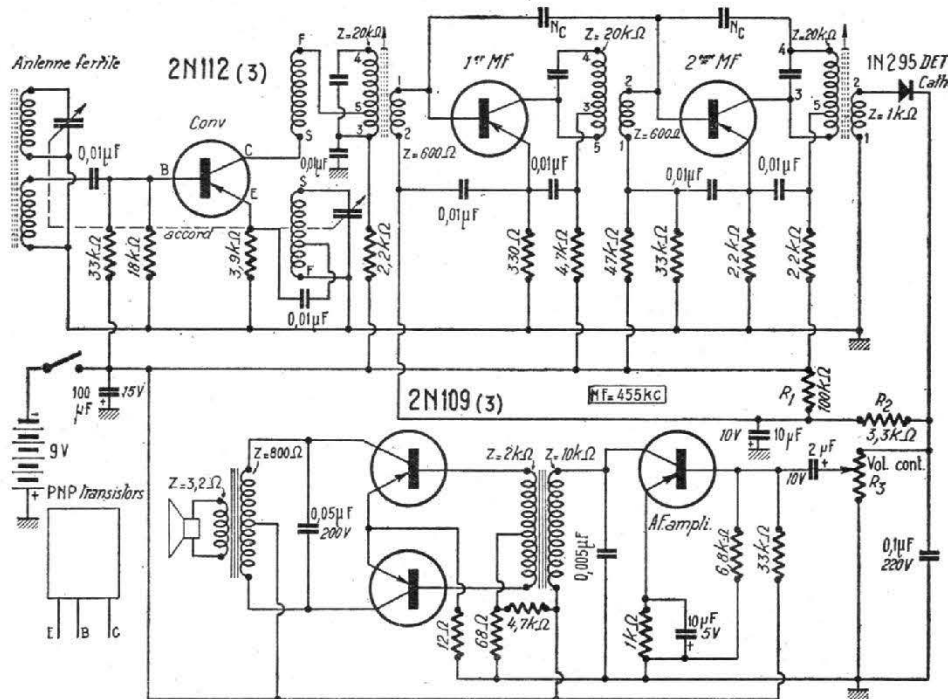 Antenne ferrite
2N112 (3)
Conv
B
C
E
0,01µF
accord
33kΩ
18kΩ
3,9kΩ
F
S
S
F
0,01µF
0,01µF
Z=20kΩ
4
5
3
2,2kΩ
1
2
Z=600Ω
NC
1er MF
0,01µF
0,01µF
330Ω
4,7kΩ
Z=20kΩ
4
3
5
2
1
Z=600Ω
47kΩ
NC
2ème MF
0,01µF
0,01µF
33kΩ
2,2kΩ
2,2kΩ
Z=20kΩ
4
5
3
2
1
Z=1kΩ
1N295 DET
Cath
100
µF
15V
9V
PNP transistors
E
B
C
2N109 (3)
MF=455kC
R1
100kΩ
R2
3,3kΩ
10V
10µF
2µF
10V
Vol. cont.
R3
0,1µF
220V
Z=3,2Ω
Z=800Ω
0,05µF
200V
Z=2kΩ
Z=10kΩ
12Ω
68Ω
4,7kΩ
0,005µF
A.F. ampli.
1kΩ
10µF
5V
6,8kΩ
33kΩ